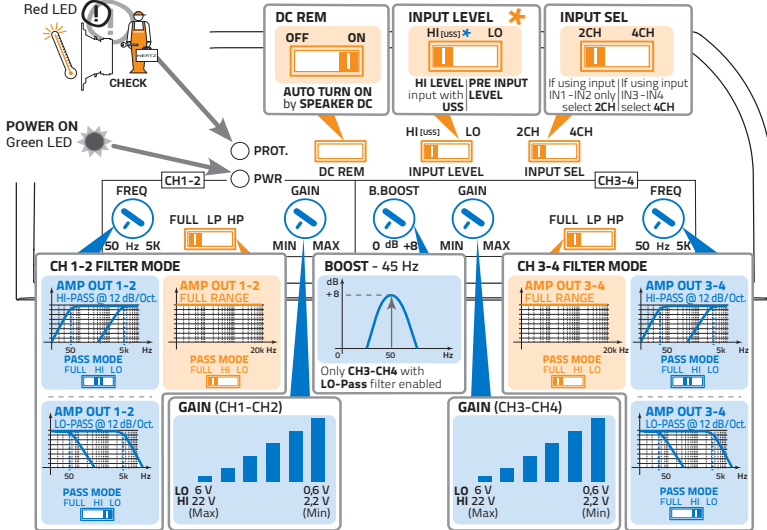 Red LED
HERTZ
CHECK
POWER ON
Green LED
DC REM
OFF ON
AUTO TURN ON
by SPEAKER DC
INPUT LEVEL *
HI [USS] * LO
HI LEVEL
input with
USS
PRE INPUT
LEVEL
INPUT SEL
2CH 4CH
If using input
IN1-IN2 only
select 2CH
If using input
IN3-IN4
select 4CH
PROT.
PWR
DC REM
HI [USS] LO
INPUT LEVEL
2CH 4CH
INPUT SEL
CH1-2
CH3-4
FREQ
50 Hz 5K
FULL LP HP
GAIN
MIN MAX
B.BOOST
0 dB +8
GAIN
MIN MAX
FULL LP HP
FREQ
50 Hz 5K
CH 1-2 FILTER MODE
AMP OUT 1-2
HI-PASS @ 12 dB/Oct.
50 5k Hz
PASS MODE
FULL HI LO
AMP OUT 1-2
FULL RANGE
20k Hz
PASS MODE
FULL HI LO
AMP OUT 1-2
LO-PASS @ 12 dB/Oct.
50 5k Hz
PASS MODE
FULL HI LO
BOOST - 45 Hz
dB
+8
0 50 Hz
Only CH3-CH4 with
LO-Pass filter enabled
CH 3-4 FILTER MODE
AMP OUT 3-4
FULL RANGE
20k Hz
PASS MODE
FULL HI LO
AMP OUT 3-4
HI-PASS @ 12 dB/Oct.
50 5k Hz
PASS MODE
FULL HI LO
AMP OUT 3-4
LO-PASS @ 12 dB/Oct.
50 5k Hz
PASS MODE
FULL HI LO
GAIN (CH1-CH2)
LO 6 V 0,6 V
HI 22 V 2,2 V
(Max) (Min)
GAIN (CH3-CH4)
LO 6 V 0,6 V
HI 22 V 2,2 V
(Max) (Min)